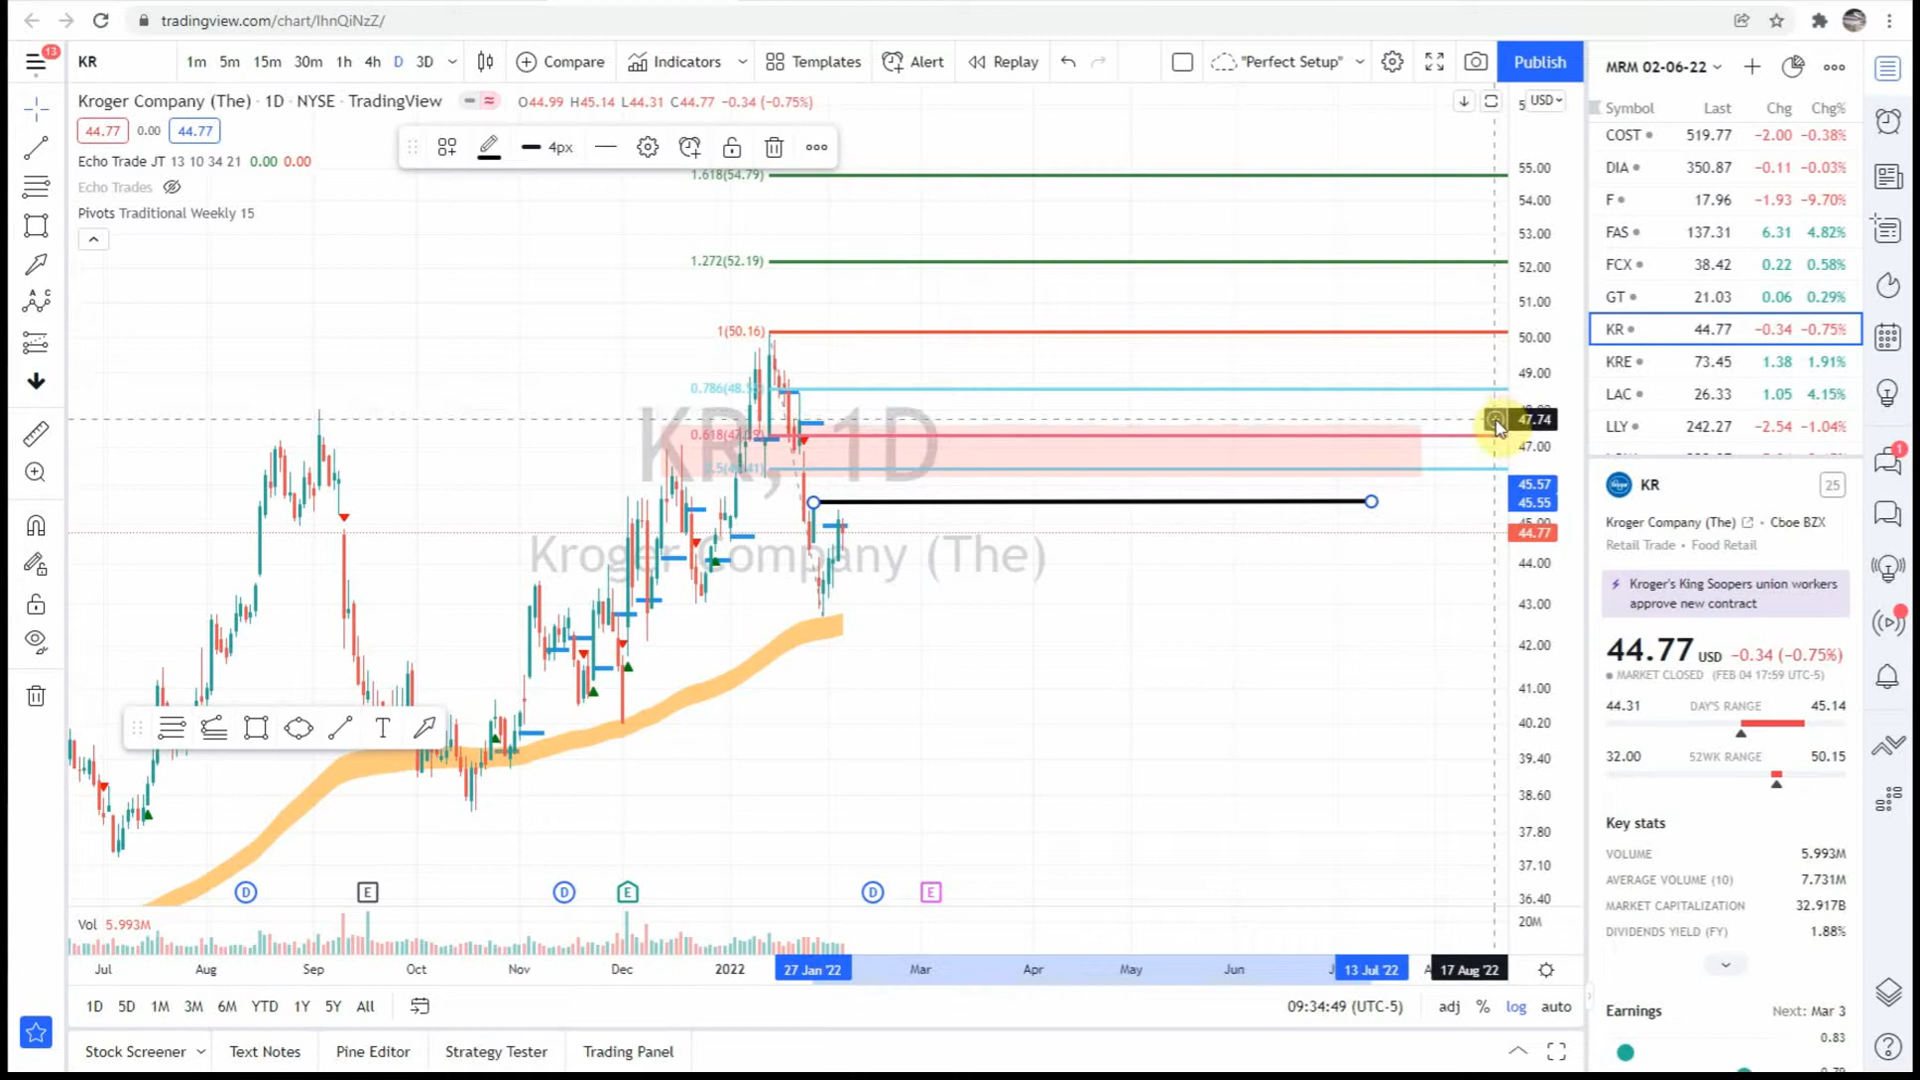 tradingview.com/chart/IhnQiNzZ/
13
KR 1m 5m 15m 30m 1h 4h D 3D Compare Indicators Templates Alert Replay "Perfect Setup" Publish MRM 02-06-22
Kroger Company (The) · 1D · NYSE · TradingView O44.99 H45.14 L44.31 C44.77 −0.34 (−0.75%) USD
44.77 0.00 44.77
4px
Echo Trade JT 13 10 34 21 0.00 0.00
Echo Trades
Pivots Traditional Weekly 15
1.618(54.79)
1.272(52.19)
1(50.16)
KR, 1D
Kroger Company (The)
55.00
54.00
53.00
52.00
51.00
50.00
49.00
47.74
47.00
45.57
45.55
44.77
44.00
43.00
42.00
41.00
40.20
39.40
38.60
37.80
37.10
36.40
20M
D E D E D E
Vol 5.993M
Jul Aug Sep Oct Nov Dec 2022 27 Jan '22 Mar Apr May Jun 13 Jul '22 17 Aug '22
1D 5D 1M 3M 6M YTD 1Y 5Y All 09:34:49 (UTC-5) adj % log auto
Stock Screener Text Notes Pine Editor Strategy Tester Trading Panel
Symbol Last Chg Chg%
COST 519.77 −2.00 −0.38%
DIA 350.87 −0.11 −0.03%
F 17.96 −1.93 −9.70%
FAS 137.31 6.31 4.82%
FCX 38.42 0.22 0.58%
GT 21.03 0.06 0.29%
KR 44.77 −0.34 −0.75%
KRE 73.45 1.38 1.91%
LAC 26.33 1.05 4.15%
LLY 242.27 −2.54 −1.04%
1
KR 25
Kroger Company (The) • Cboe BZX
Retail Trade • Food Retail
Kroger's King Soopers union workers
approve new contract
44.77 USD −0.34 (−0.75%)
MARKET CLOSED (FEB 04 17:59 UTC-5)
44.31 DAY'S RANGE 45.14
32.00 52WK RANGE 50.15
Key stats
VOLUME 5.993M
AVERAGE VOLUME (10) 7.731M
MARKET CAPITALIZATION 32.917B
DIVIDENDS YIELD (FY) 1.88%
Earnings Next: Mar 3
0.83